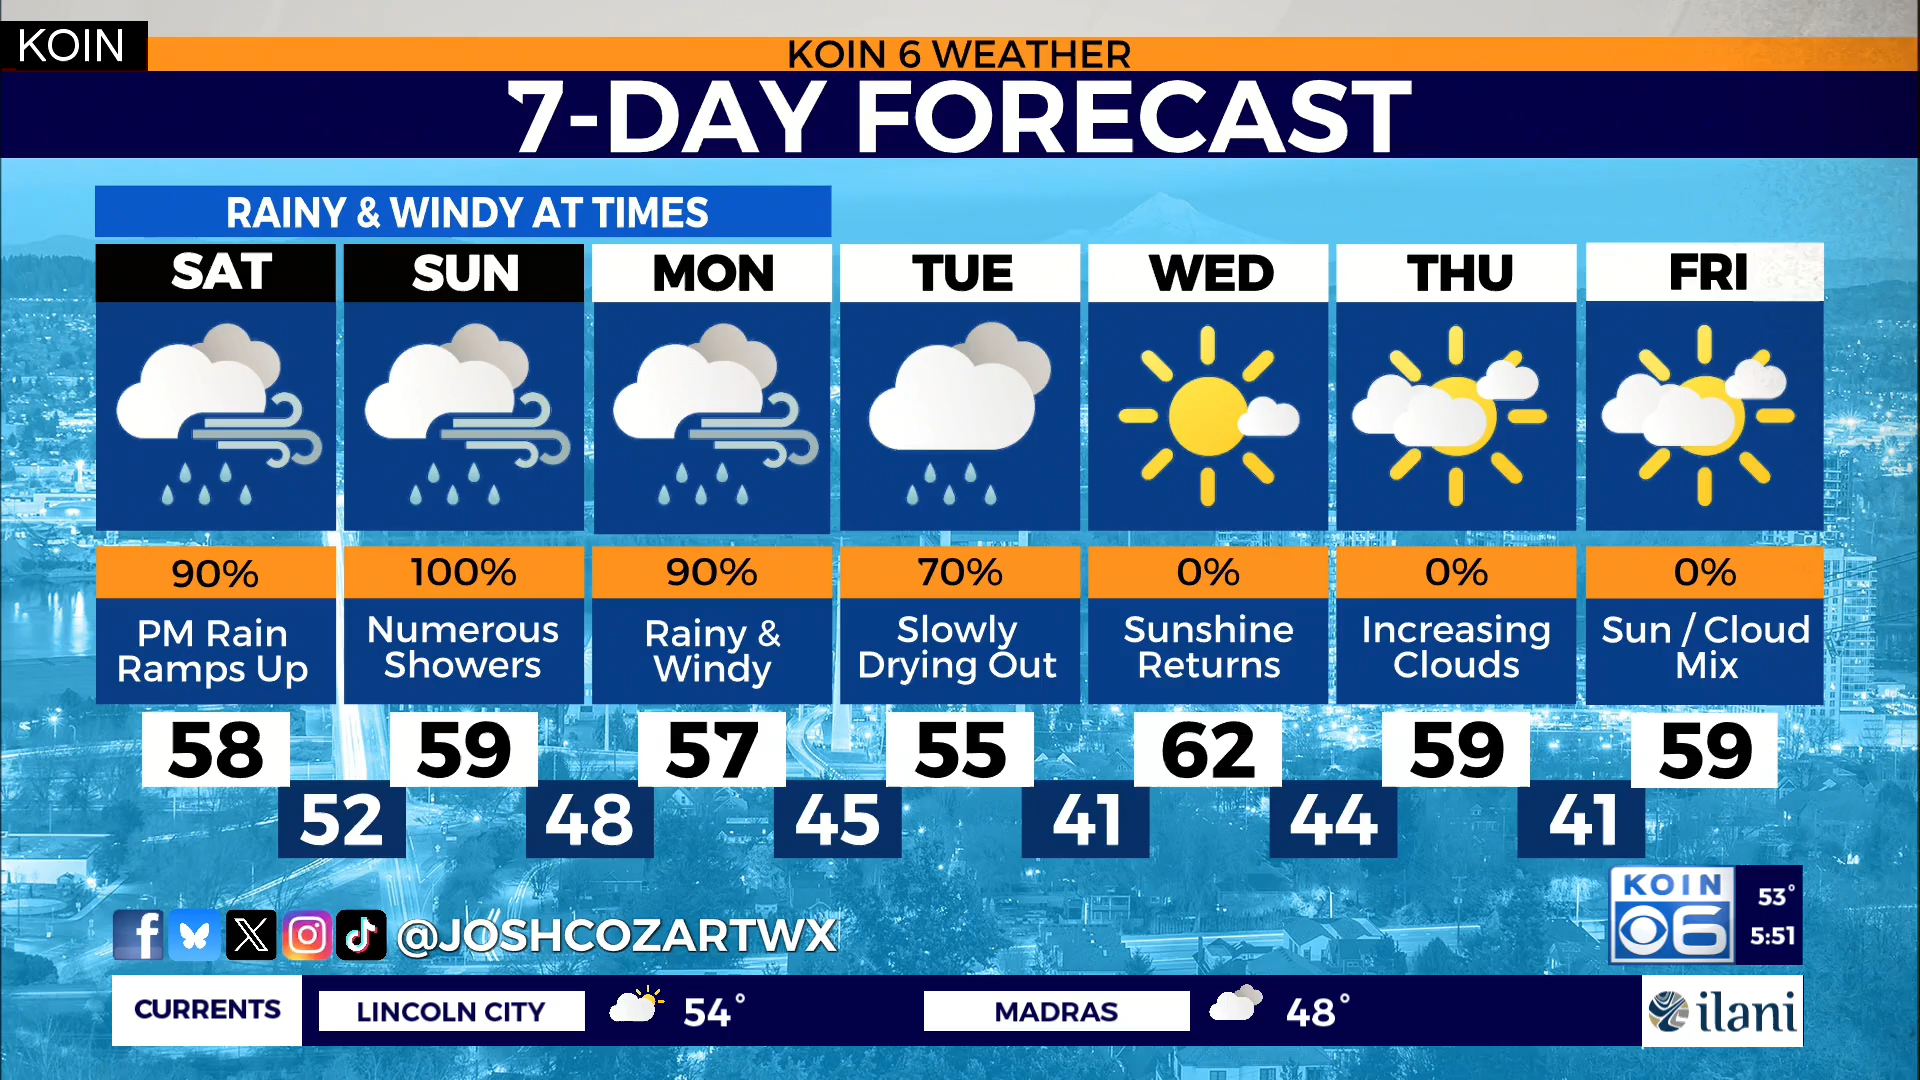 KOIN
KOIN 6 WEATHER
7-DAY FORECAST
RAINY & WINDY AT TIMES
SAT SUN MON TUE WED THU FRI
90% 100% 90% 70% 0% 0% 0%
PM Rain
Ramps Up
Numerous
Showers
Rainy &
Windy
Slowly
Drying Out
Sunshine
Returns
Increasing
Clouds
Sun / Cloud
Mix
58 59 57 55 62 59 59
52 48 45 41 44 41
@JOSHCOZARTWX
KOIN
6
53°
5:51
CURRENTS LINCOLN CITY 54° MADRAS 48° ilani